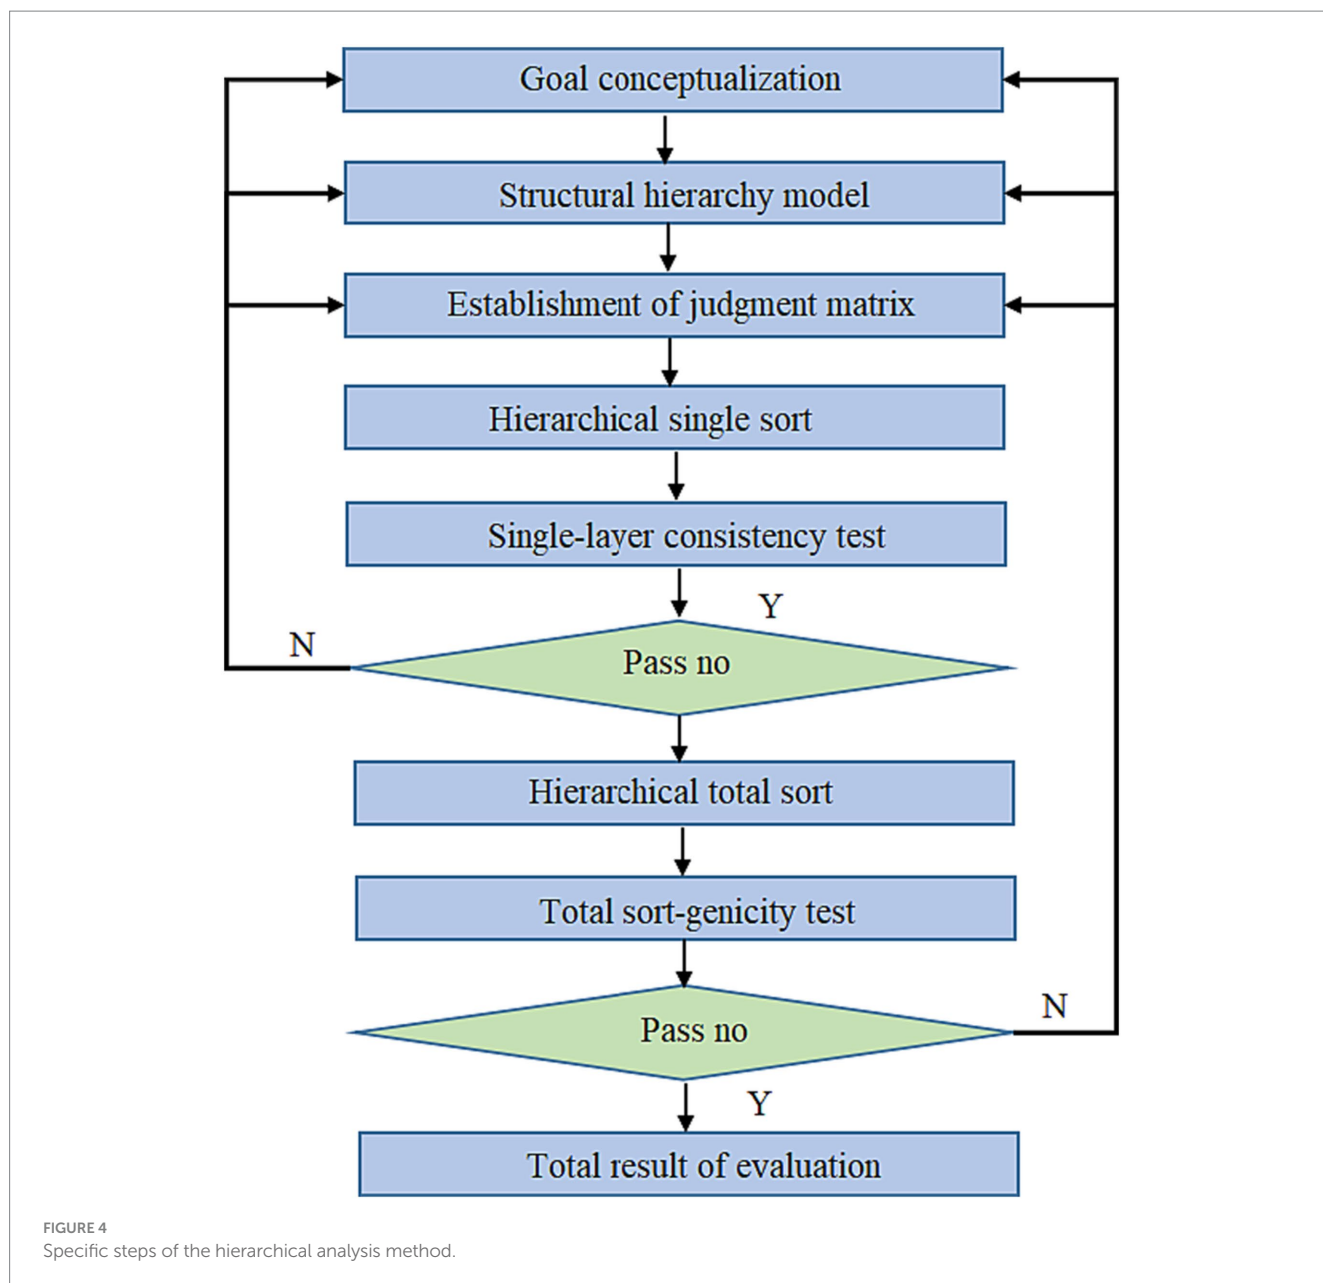 Goal conceptualization
Structural hierarchy model
Establishment of judgment matrix
Hierarchical single sort
Single-layer consistency test
Y
N
Pass no
Hierarchical total sort
Total sort-genicity test
N
Pass no
Y
Total result of evaluation
FIGURE 4
Specific steps of the hierarchical analysis method.